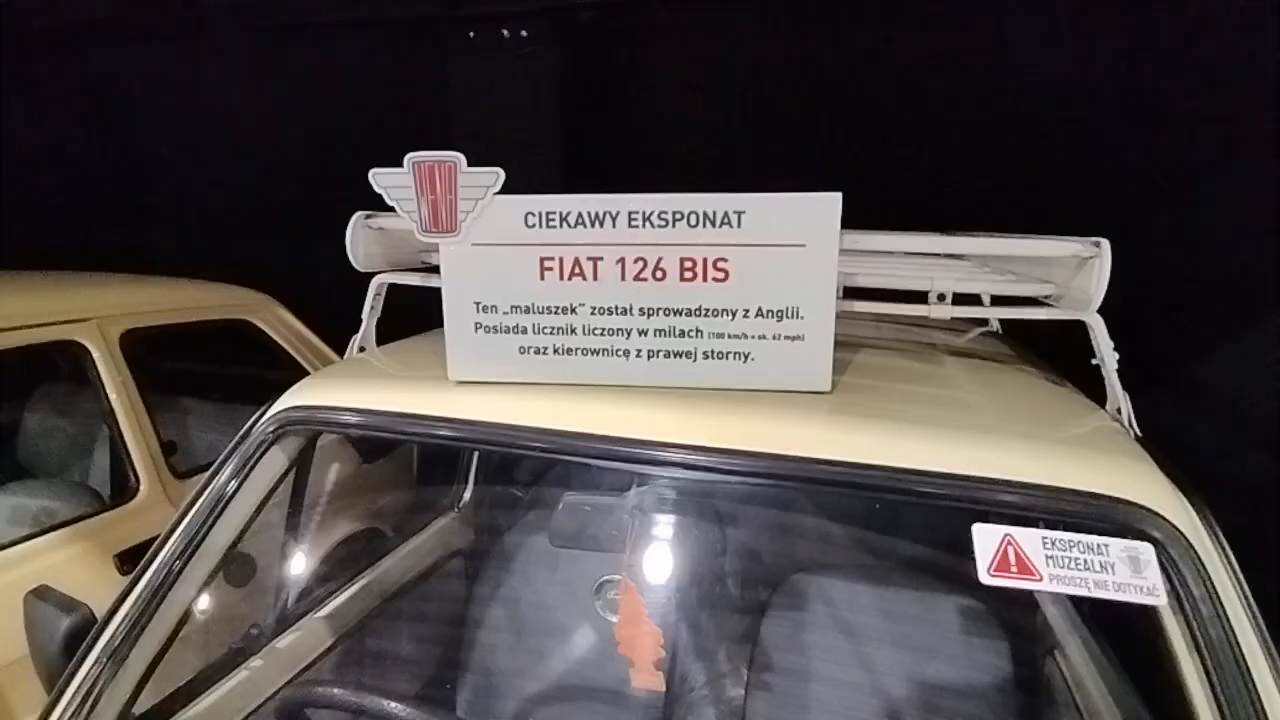 CIEKAWY EKSPONAT
FIAT 126 BIS
Ten „maluszek” został sprowadzony z Anglii.
Posiada licznik liczony w milach (100 km/h = ok. 62 mph)
oraz kierownicę z prawej storny.
EKSPONAT
MUZEALNY
PROSZĘ NIE DOTYKAĆ